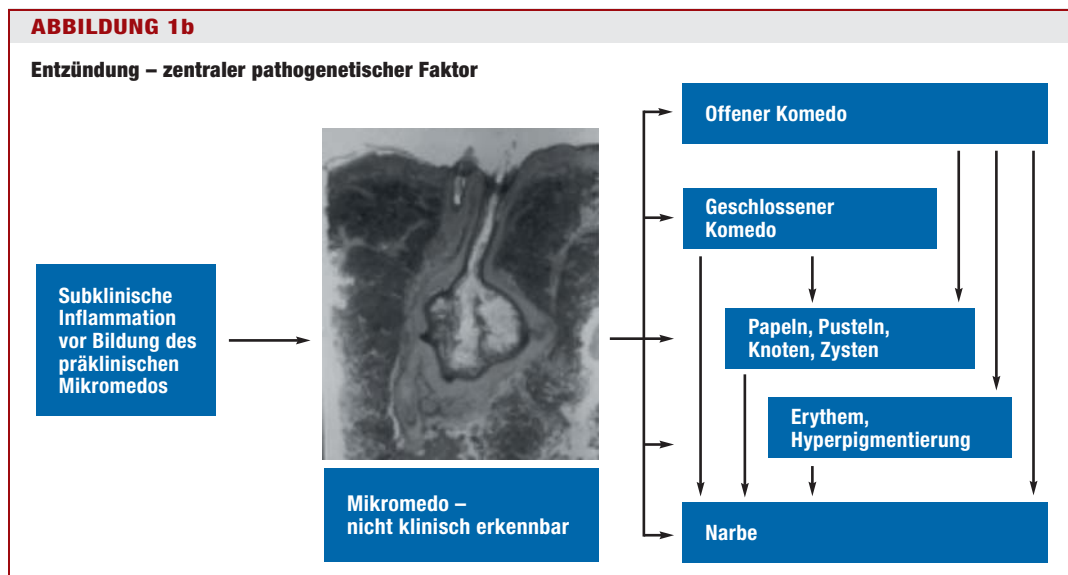 ABBILDUNG 1b
Entzündung – zentraler pathogenetischer Faktor
Subklinische
Inflammation
vor Bildung des
präklinischen
Mikromedos
Mikromedo –
nicht klinisch erkennbar
Offener Komedo
Geschlossener
Komedo
Papeln, Pusteln,
Knoten, Zysten
Erythem,
Hyperpigmentierung
Narbe